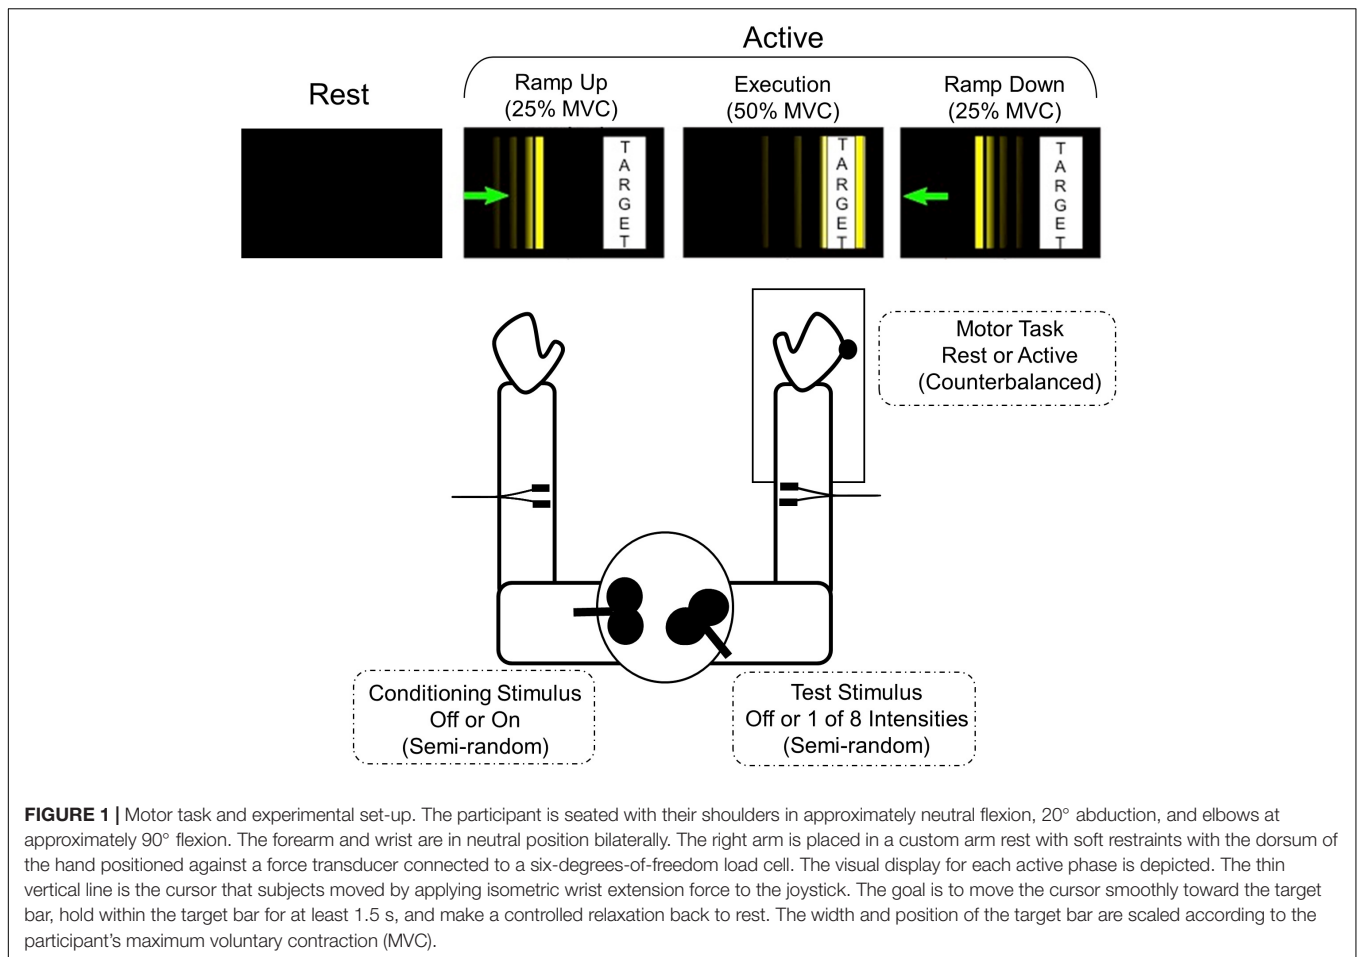 Active
Rest
Ramp Up
(25% MVC)
Execution
(50% MVC)
Ramp Down
(25% MVC)
TARGET
TARGET
TARGET
Motor Task
Rest or Active
(Counterbalanced)
Conditioning Stimulus
Off or On
(Semi-random)
Test Stimulus
Off or 1 of 8 Intensities
(Semi-random)
FIGURE 1 | Motor task and experimental set-up. The participant is seated with their shoulders in approximately neutral flexion, 20° abduction, and elbows at
approximately 90° flexion. The forearm and wrist are in neutral position bilaterally. The right arm is placed in a custom arm rest with soft restraints with the dorsum of
the hand positioned against a force transducer connected to a six-degrees-of-freedom load cell. The visual display for each active phase is depicted. The thin
vertical line is the cursor that subjects moved by applying isometric wrist extension force to the joystick. The goal is to move the cursor smoothly toward the target
bar, hold within the target bar for at least 1.5 s, and make a controlled relaxation back to rest. The width and position of the target bar are scaled according to the
participant's maximum voluntary contraction (MVC).